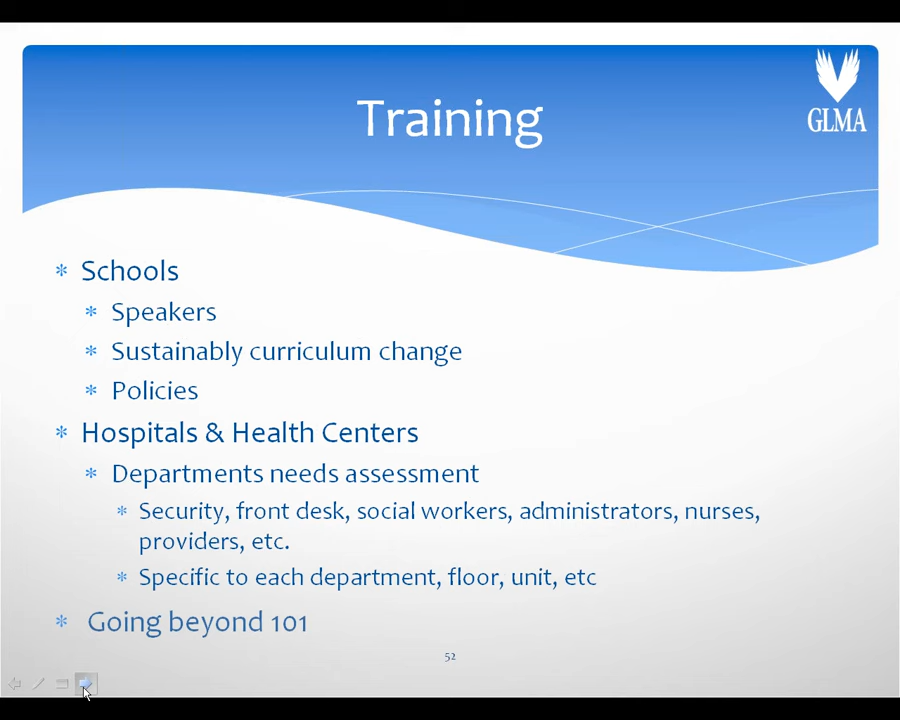 GLMA
Training
* Schools
* Speakers
* Sustainably curriculum change
* Policies
* Hospitals & Health Centers
* Departments needs assessment
* Security, front desk, social workers, administrators, nurses,
providers, etc.
* Specific to each department, floor, unit, etc
* Going beyond 101
52